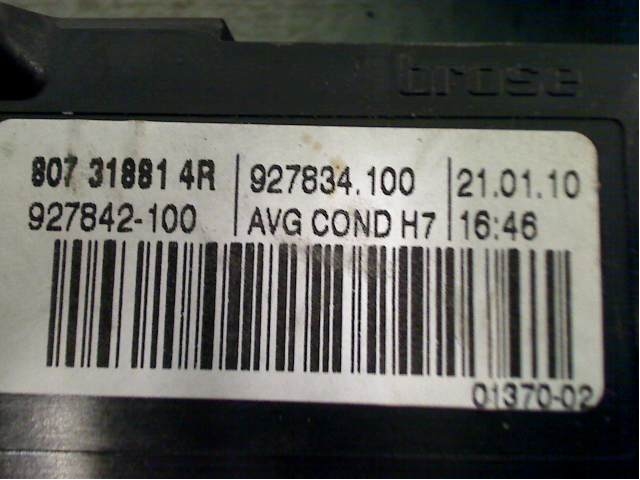 brose
807 31881 4R 927834.100 21.01.10
927842-100 AVG COND H7 16:46
01370-02